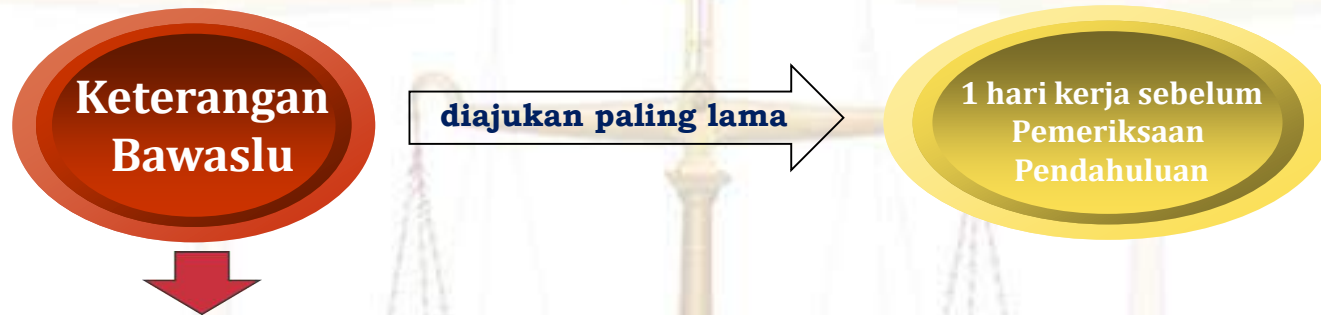 Keterangan
Bawaslu
diajukan paling lama
1 hari kerja sebelum
Pemeriksaan
Pendahuluan